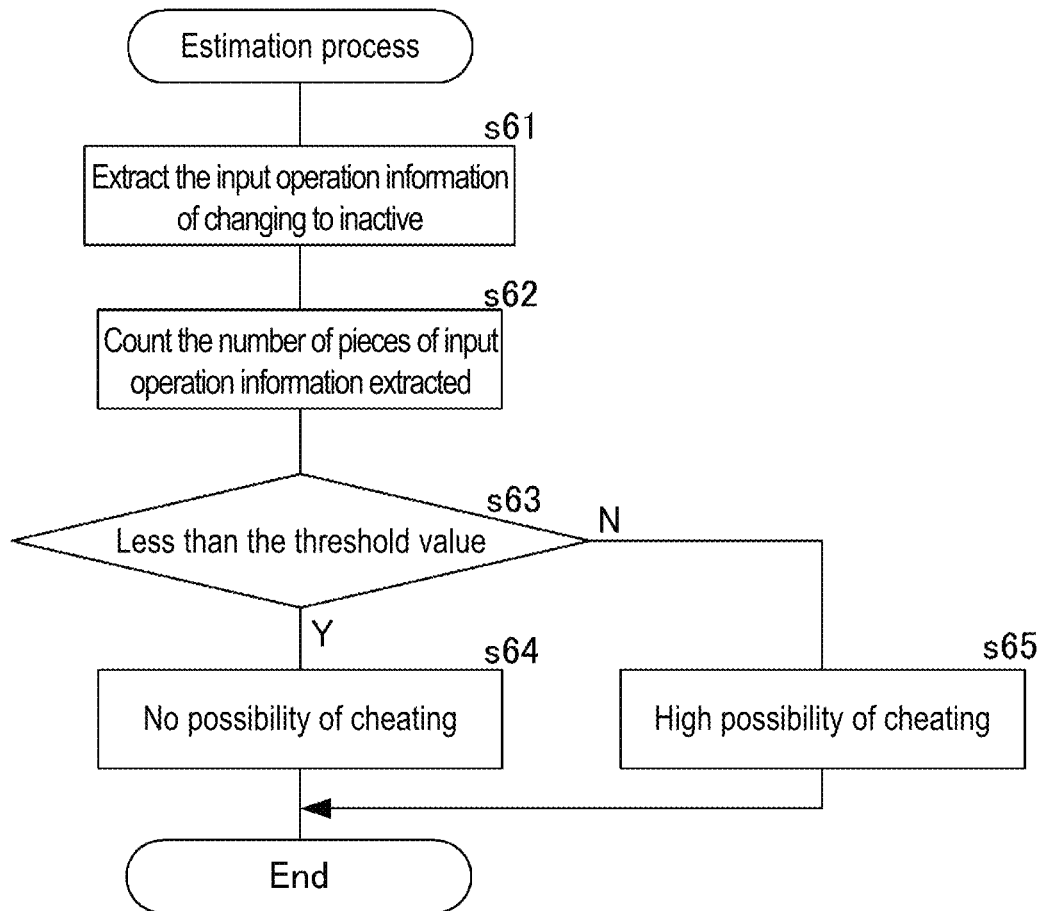 Estimation process
s61
Extract the input operation information
of changing to inactive
s62
Count the number of pieces of input
operation information extracted
s63
Less than the threshold value
N
Y
s64
No possibility of cheating
s65
High possibility of cheating
End